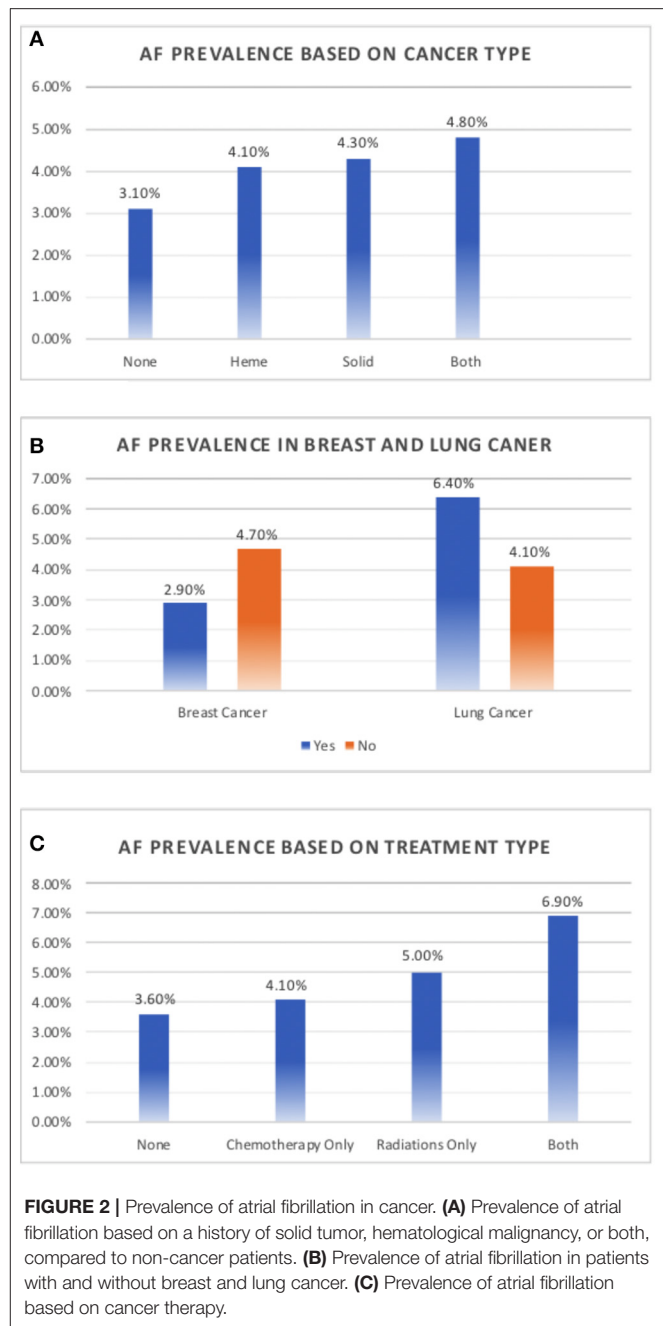 A
AF PREVALENCE BASED ON CANCER TYPE
6.00%
5.00%
4.00%
3.00%
2.00%
1.00%
0.00%
3.10%
4.10%
4.30%
4.80%
None Heme Solid Both
B
AF PREVALENCE IN BREAST AND LUNG CANER
7.00%
6.00%
5.00%
4.00%
3.00%
2.00%
1.00%
0.00%
2.90%
4.70%
6.40%
4.10%
Breast Cancer Lung Cancer
Yes No
C
AF PREVALENCE BASED ON TREATMENT TYPE
8.00%
7.00%
6.00%
5.00%
4.00%
3.00%
2.00%
1.00%
0.00%
3.60%
4.10%
5.00%
6.90%
None Chemotherapy Only Radiations Only Both
FIGURE 2 | Prevalence of atrial fibrillation in cancer. (A) Prevalence of atrial
fibrillation based on a history of solid tumor, hematological malignancy, or both,
compared to non-cancer patients. (B) Prevalence of atrial fibrillation in patients
with and without breast and lung cancer. (C) Prevalence of atrial fibrillation
based on cancer therapy.